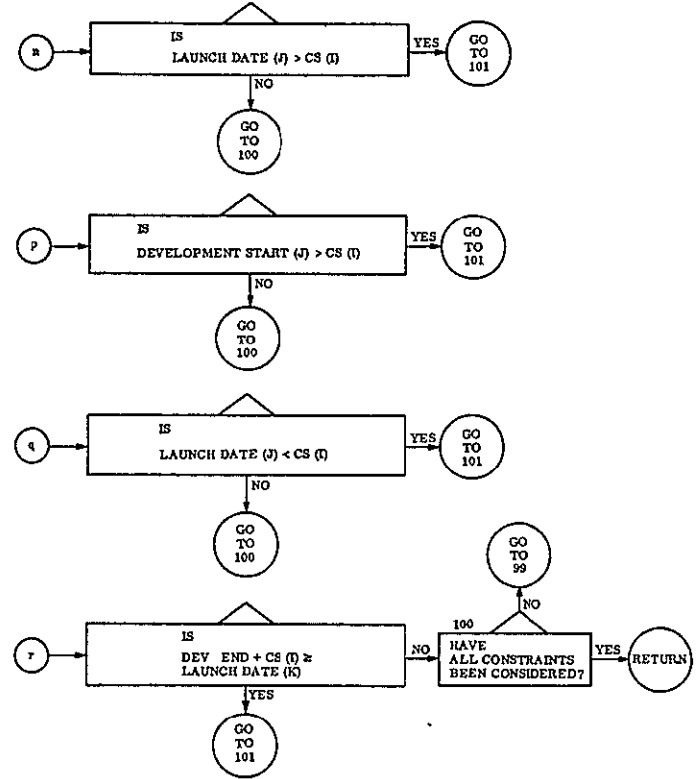 n
IS
LAUNCH DATE (J) > CS (I)
YES
GO
TO
101
NO
GO
TO
100
p
IS
DEVELOPMENT START (J) > CS (I)
YES
GO
TO
101
NO
GO
TO
100
q
IS
LAUNCH DATE (J) < CS (I)
YES
GO
TO
101
NO
GO
TO
100
GO
TO
99
NO
r
IS
DEV END + CS (I) ≥
LAUNCH DATE (K)
NO
100
HAVE
ALL CONSTRAINTS
BEEN CONSIDERED?
YES
RETURN
YES
GO
TO
101